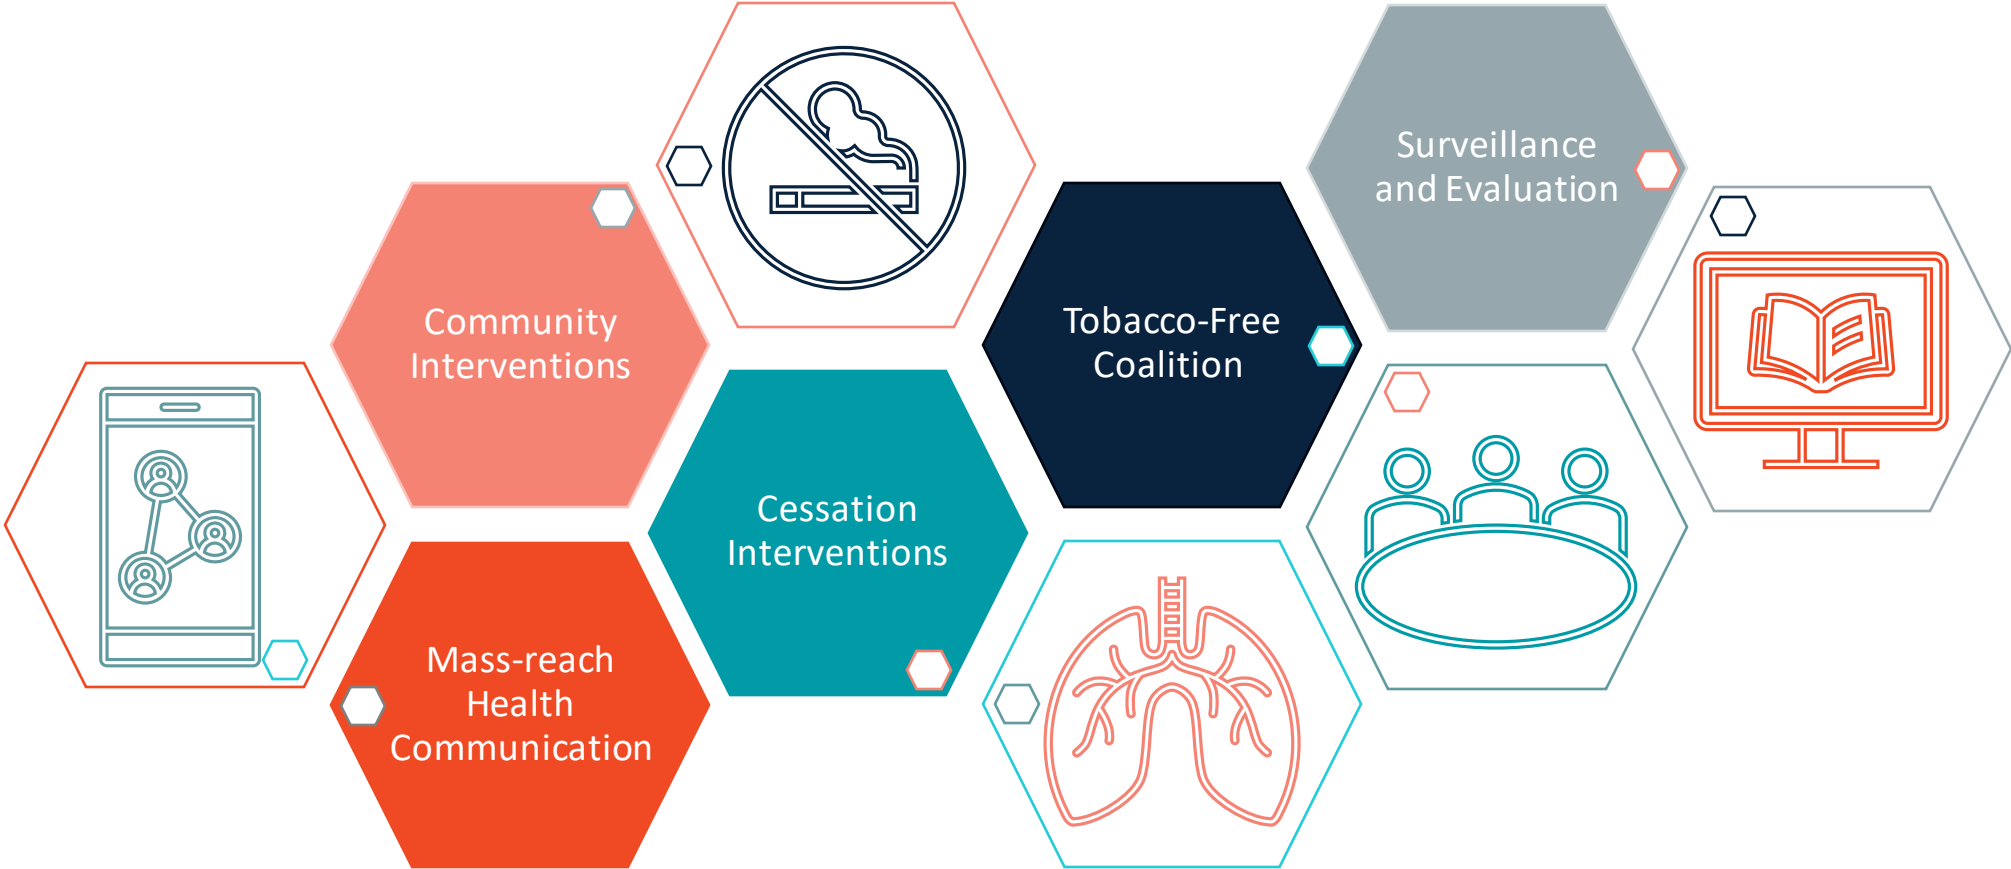 Community
Interventions
Mass-reach
Health
Communication
Cessation
Interventions
Tobacco-Free
Coalition
Surveillance
and Evaluation